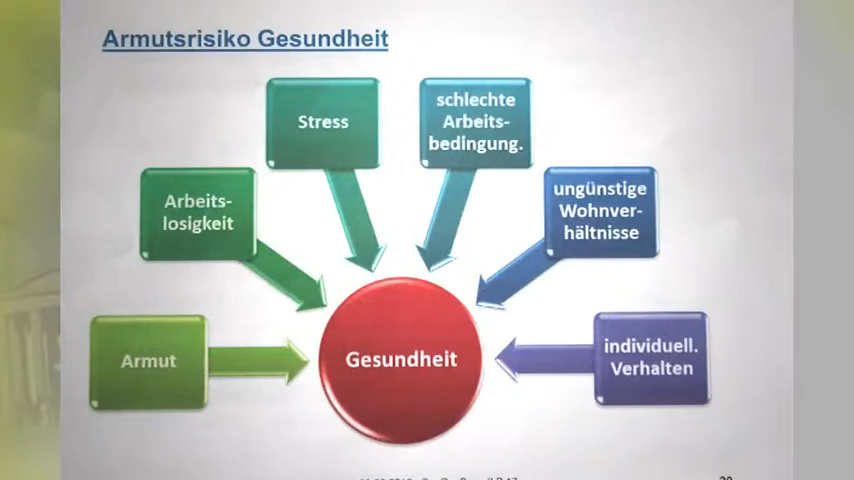 Armutsrisiko Gesundheit
Stress
schlechte
Arbeits-
bedingung.
Arbeits-
losigkeit
ungünstige
Wohnver-
hältnisse
Armut
Gesundheit
individuell.
Verhalten